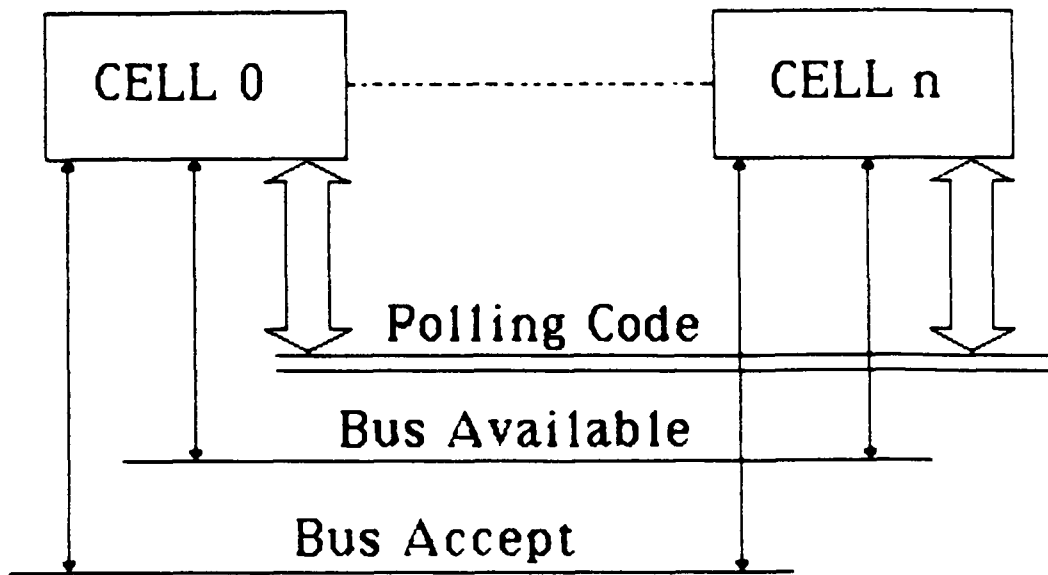 CELL 0
CELL n
Polling Code
Bus Available
Bus Accept